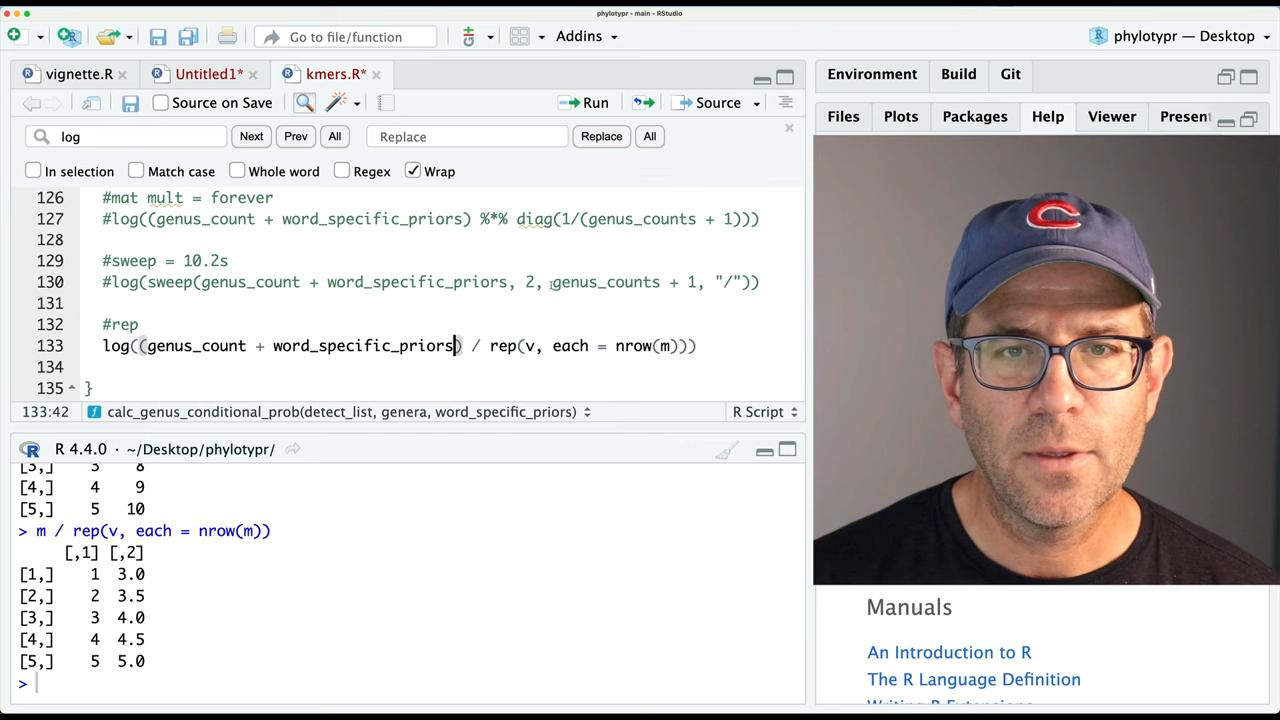 phylotypr - main - RStudio
Go to file/function
Addins
phylotypr — Desktop
vignette.R
Untitled1*
kmers.R*
Source on Save
Run
Source
log
Next
Prev
All
Replace
Replace
All
In selection
Match case
Whole word
Regex
Wrap
126 #mat mult = forever
127 #log((genus_count + word_specific_priors) %*% diag(1/(genus_counts + 1)))
128
129 #sweep = 10.2s
130 #log(sweep(genus_count + word_specific_priors, 2, genus_counts + 1, "/"))
131
132 #rep
133 log((genus_count + word_specific_priors) / rep(v, each = nrow(m)))
134
135 }
133:42
calc_genus_conditional_prob(detect_list, genera, word_specific_priors)
R Script
R 4.4.0 · ~/Desktop/phylotypr/
[3,] 3 8
[4,] 4 9
[5,] 5 10
> m / rep(v, each = nrow(m))
[,1] [,2]
[1,] 1 3.0
[2,] 2 3.5
[3,] 3 4.0
[4,] 4 4.5
[5,] 5 5.0
>
Environment
Build
Git
Files
Plots
Packages
Help
Viewer
Present
Manuals
An Introduction to R
The R Language Definition
Writing R Extensions